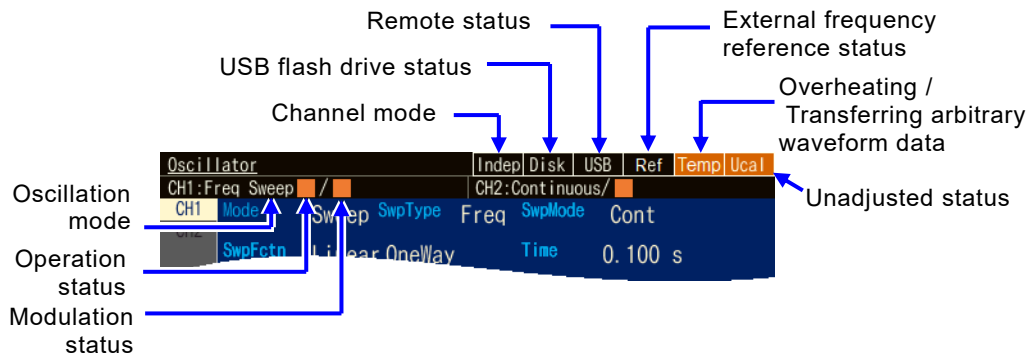 Remote status
External frequency
reference status
USB flash drive status
Channel mode
Overheating /
Transferring arbitrary
waveform data
Oscillator
Indep Disk USB Ref Temp Ucal
CH1:Freq Sweep / CH2:Continuous/
Unadjusted status
Oscillation
mode
CH1 Mode Sweep SwpType Freq SwpMode Cont
CH2 SwpFctn Linear OneWay Time 0.100 s
Operation
status
Modulation
status